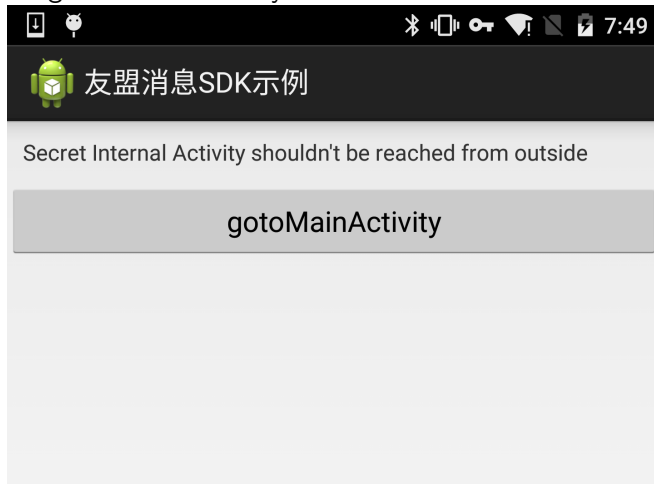 7:49
友盟消息SDK示例
Secret Internal Activity shouldn't be reached from outside
gotoMainActivity